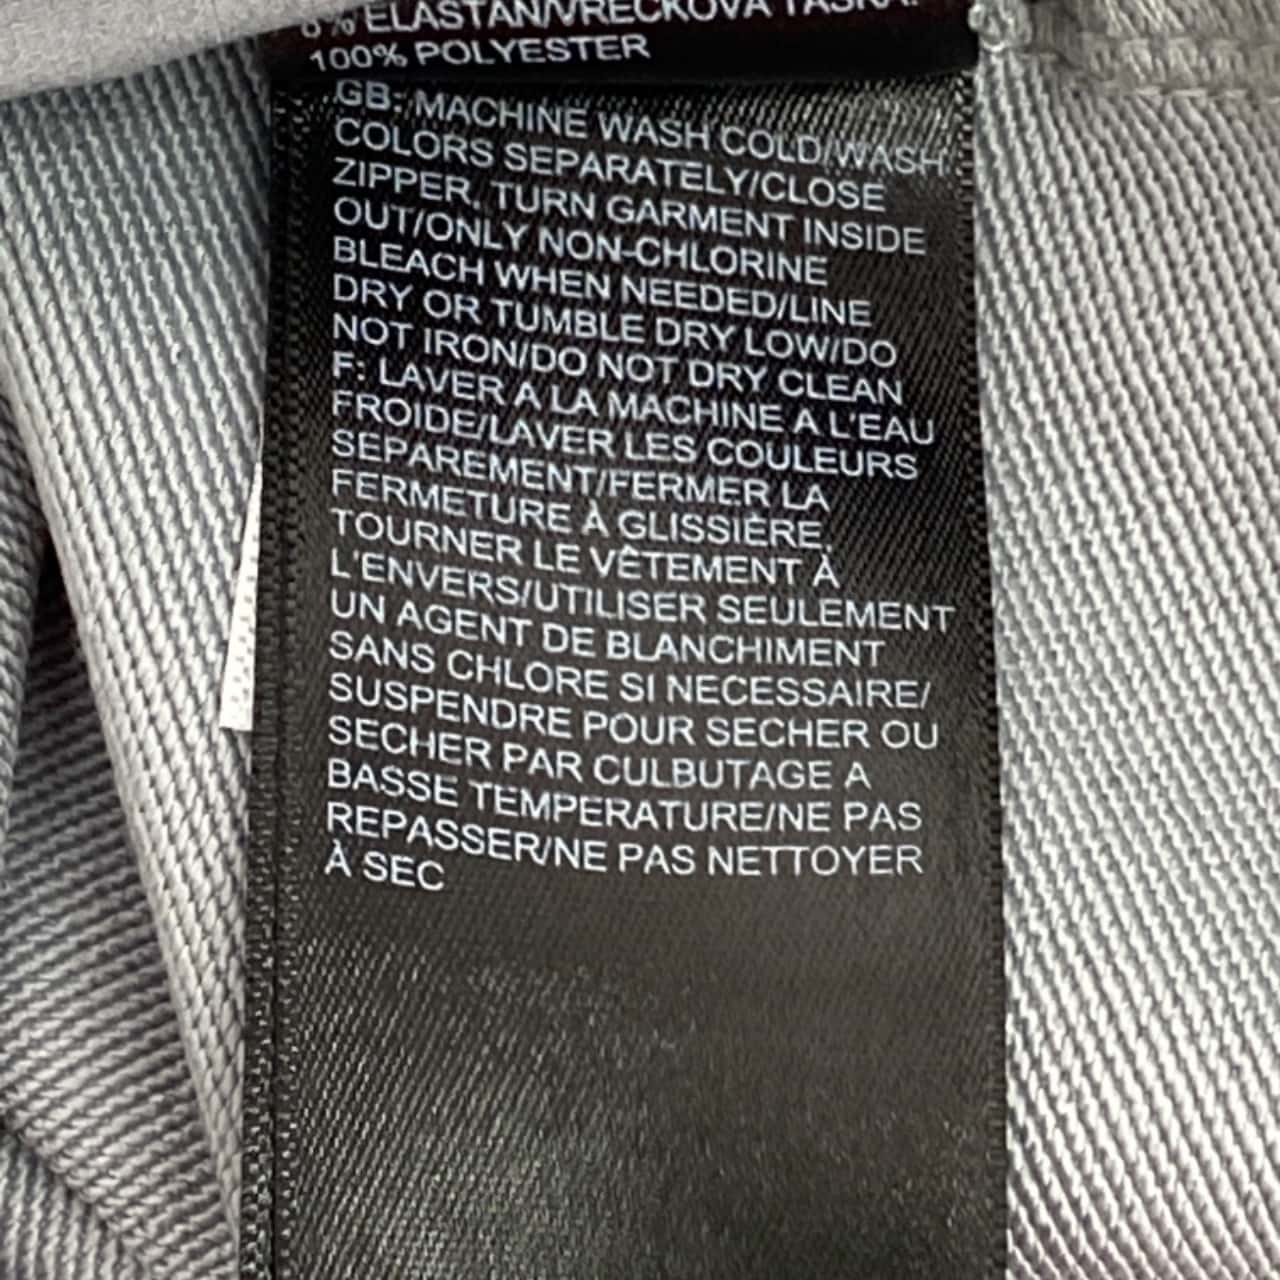 6% ELASTAN/VRECKOVÁ TASKA:
100% POLYESTER
GB: MACHINE WASH COLD/WASH
COLORS SEPARATELY/CLOSE
ZIPPER, TURN GARMENT INSIDE
OUT/ONLY NON-CHLORINE
BLEACH WHEN NEEDED/LINE
DRY OR TUMBLE DRY LOW/DO
NOT IRON/DO NOT DRY CLEAN
F: LAVER A LA MACHINE A L'EAU
FROIDE/LAVER LES COULEURS
SEPAREMENT/FERMER LA
FERMETURE À GLISSIÈRE,
TOURNER LE VÊTEMENT À
L'ENVERS/UTILISER SEULEMENT
UN AGENT DE BLANCHIMENT
SANS CHLORE SI NECESSAIRE/
SUSPENDRE POUR SECHER OU
SECHER PAR CULBUTAGE A
BASSE TEMPERATURE/NE PAS
REPASSER/NE PAS NETTOYER
À SEC